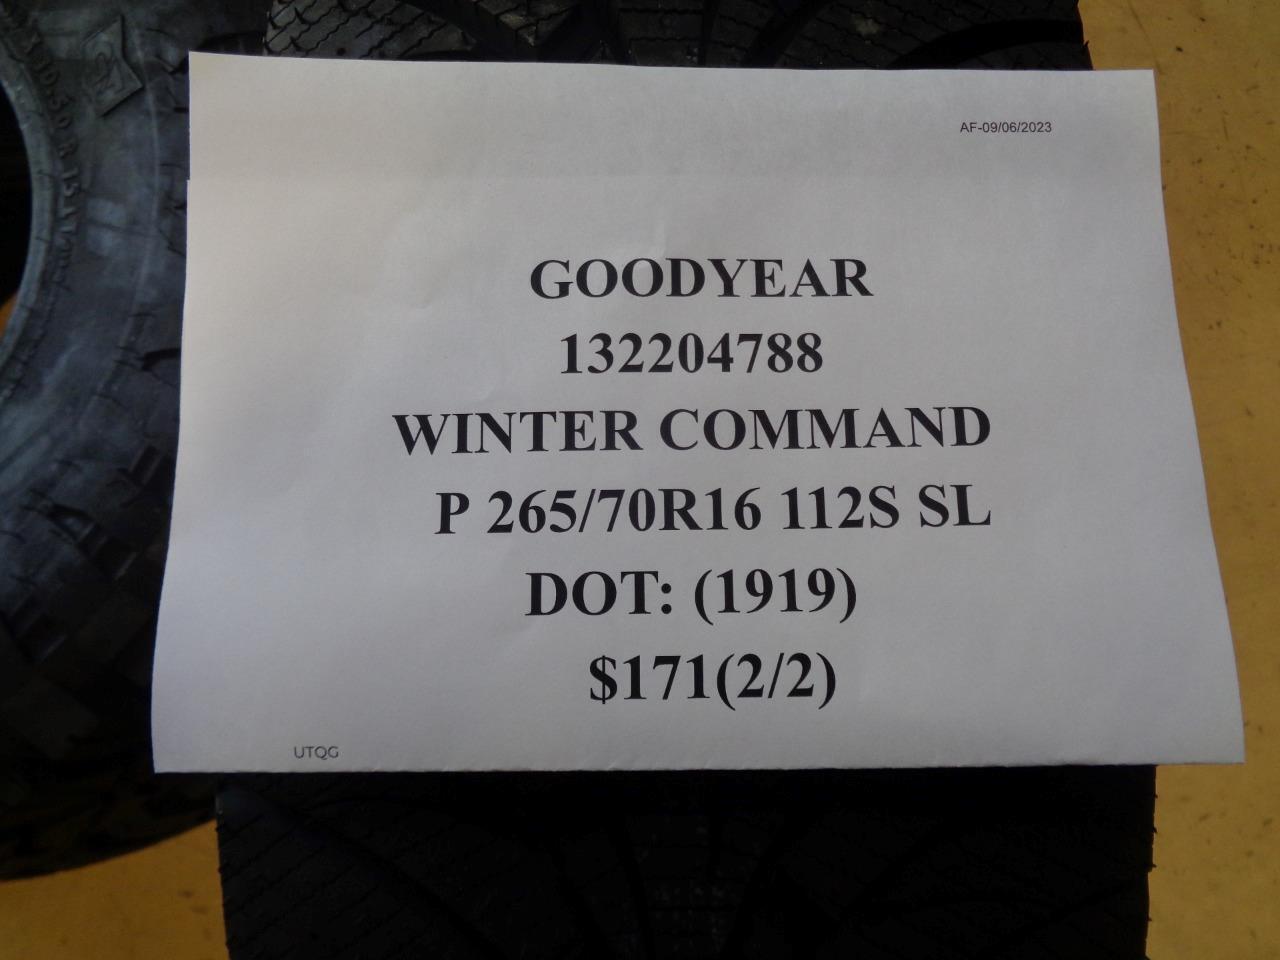 AF-09/06/2023
GOODYEAR
132204788
WINTER COMMAND
P 265/70R16 112S SL
DOT: (1919)
$171(2/2)
UTQG